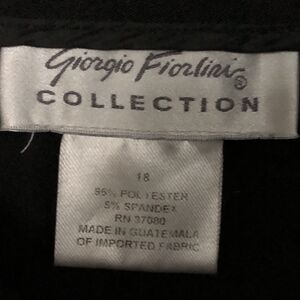 Giorgio Fiorlini®
COLLECTION
18
95% POLYESTER
5% SPANDEX
RN 37080
MADE IN GUATEMALA
OF IMPORTED FABRIC